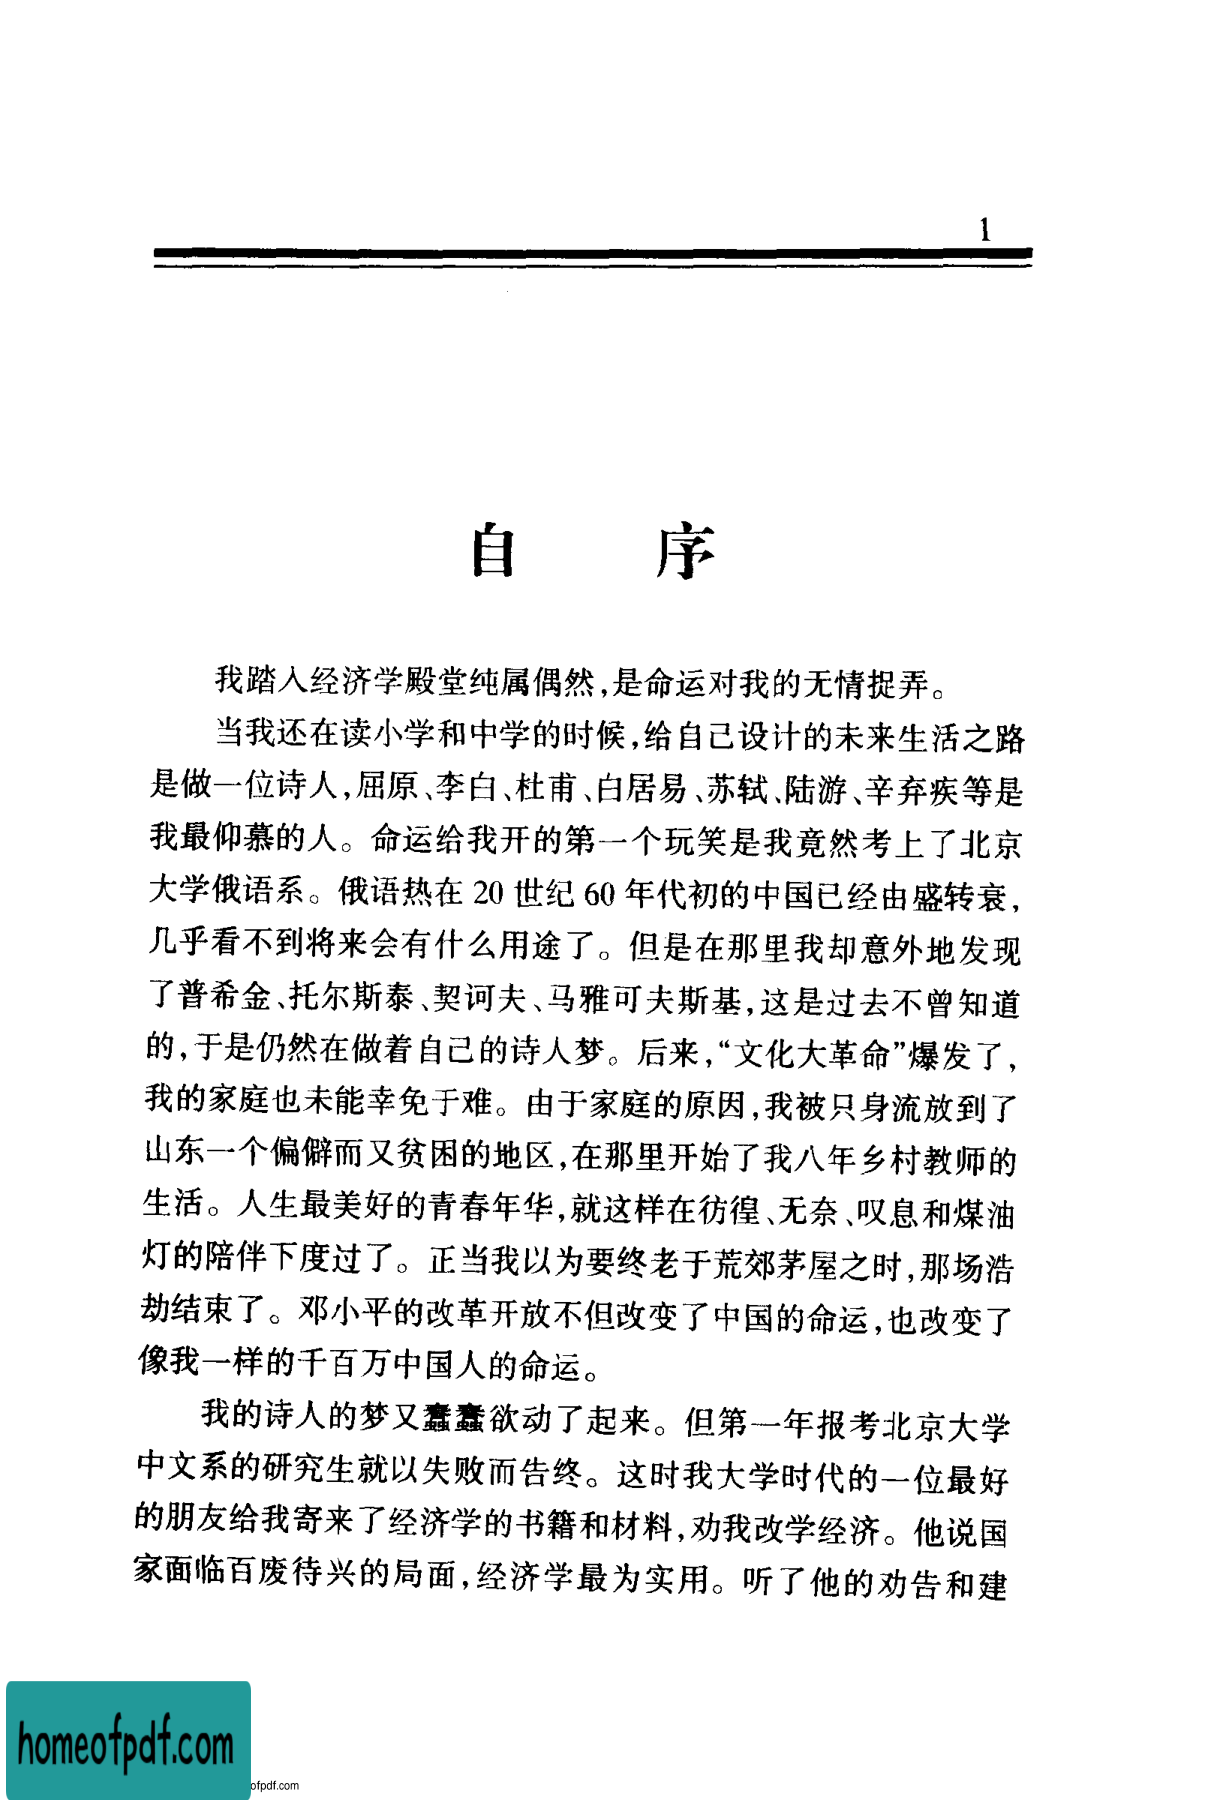 1
自 序
我踏入经济学殿堂纯属偶然,是命运对我的无情捉弄。
当我还在读小学和中学的时候,给自己设计的未来生活之路
是做一位诗人,屈原、李白、杜甫、白居易、苏轼、陆游、辛弃疾等是
我最仰慕的人。命运给我开的第一个玩笑是我竟然考上了北京
大学俄语系。俄语热在 20 世纪 60 年代初的中国已经由盛转衰,
几乎看不到将来会有什么用途了。但是在那里我却意外地发现
了普希金、托尔斯泰、契诃夫、马雅可夫斯基,这是过去不曾知道
的,于是仍然在做着自己的诗人梦。后来,“文化大革命”爆发了,
我的家庭也未能幸免于难。由于家庭的原因,我被只身流放到了
山东一个偏僻而又贫困的地区,在那里开始了我八年乡村教师的
生活。人生最美好的青春年华,就这样在彷徨、无奈、叹息和煤油
灯的陪伴下度过了。正当我以为要终老于荒郊茅屋之时,那场浩
劫结束了。邓小平的改革开放不但改变了中国的命运,也改变了
像我一样的千百万中国人的命运。
我的诗人的梦又蠢蠢欲动了起来。但第一年报考北京大学
中文系的研究生就以失败而告终。这时我大学时代的一位最好
的朋友给我寄来了经济学的书籍和材料,劝我改学经济。他说国
家面临百废待兴的局面,经济学最为实用。听了他的劝告和建
homeofpdf.com
ofpdf.com